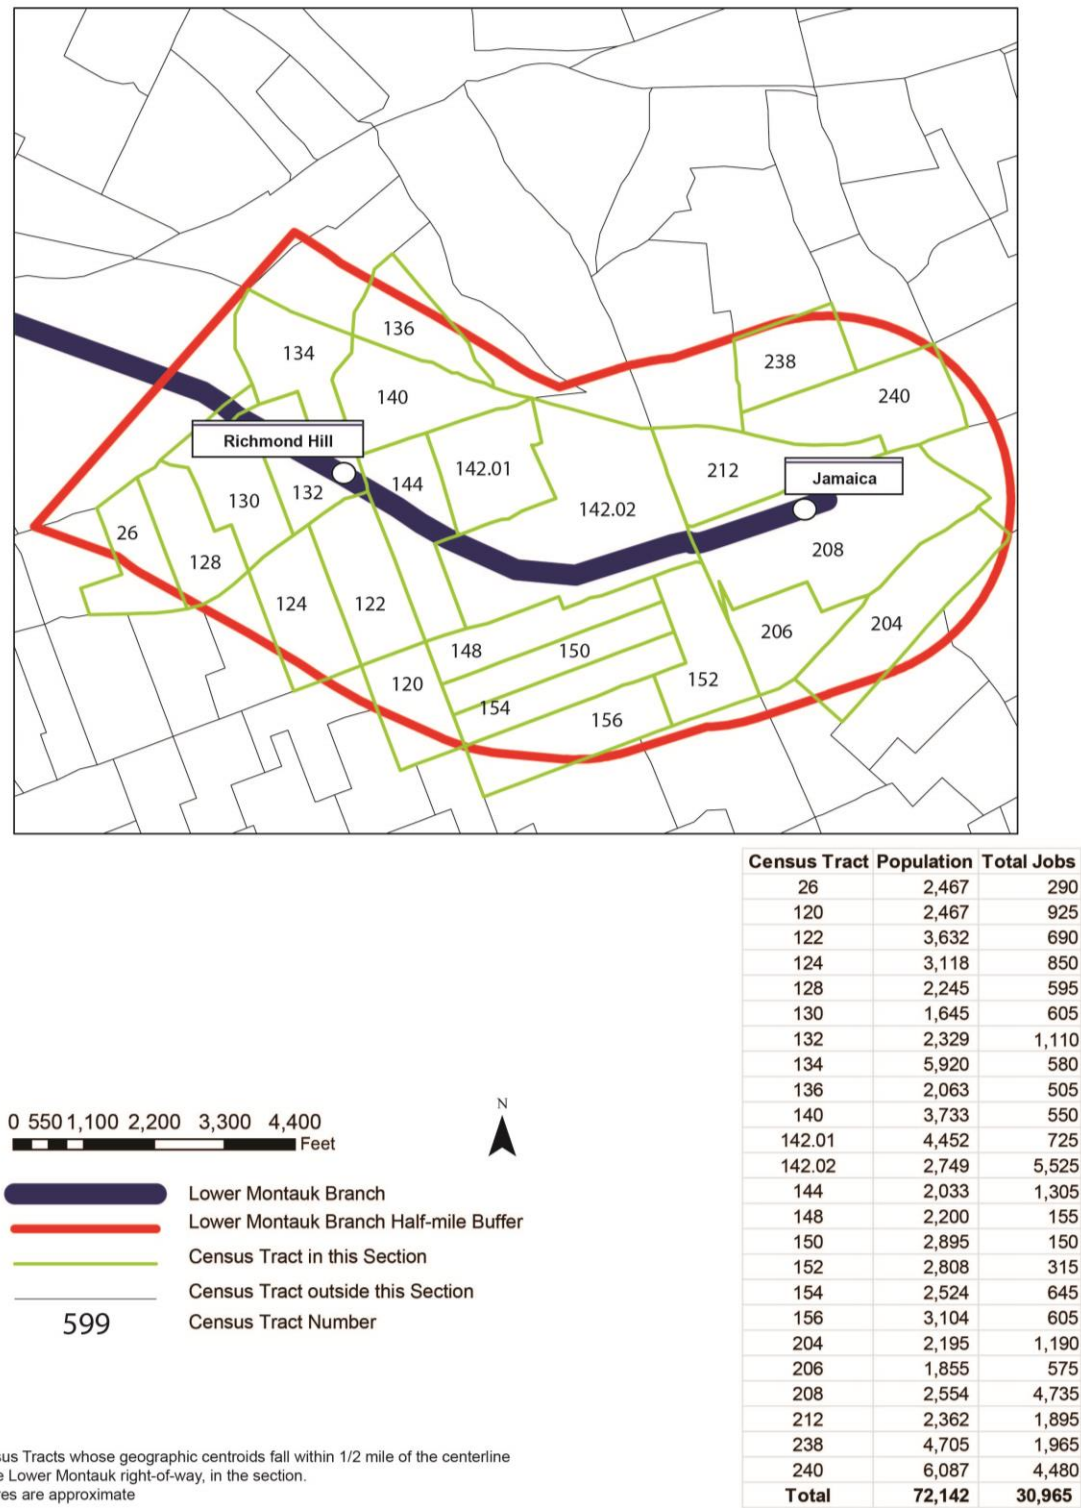 136
134
238
140
240
Richmond Hill
212
142.01
Jamaica
144
132
130
142.02
26
128
208
124
122
206
204
148
150
152
120
154
156
Census Tract Population Total Jobs
26 2,467 290
120 2,467 925
122 3,632 690
124 3,118 850
128 2,245 595
130 1,645 605
132 2,329 1,110
134 5,920 580
136 2,063 505
140 3,733 550
142.01 4,452 725
142.02 2,749 5,525
144 2,033 1,305
148 2,200 155
150 2,895 150
152 2,808 315
154 2,524 645
156 3,104 605
204 2,195 1,190
206 1,855 575
208 2,554 4,735
212 2,362 1,895
238 4,705 1,965
240 6,087 4,480
Total 72,142 30,965
N
0 550 1,100 2,200 3,300 4,400
Feet
Lower Montauk Branch
Lower Montauk Branch Half-mile Buffer
Census Tract in this Section
Census Tract outside this Section
599 Census Tract Number
sus Tracts whose geographic centroids fall within 1/2 mile of the centerline
e Lower Montauk right-of-way, in the section.
res are approximate